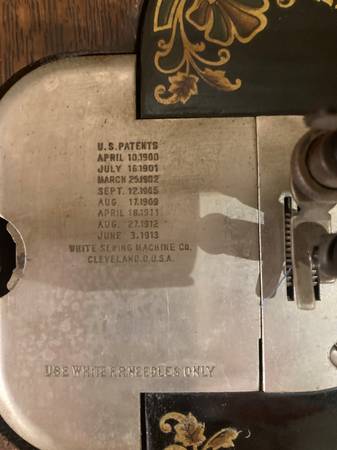 U.S. PATENTS
APRIL 10,1900
JULY 16,1901
MARCH 25,1902
SEPT. 12,1905
AUG. 17,1909
APRIL 18,1911
AUG. 27,1912
JUNE 3,1913
WHITE SEWING MACHINE CO.
CLEVELAND,O.U.S.A.
USE WHITE F.R. NEEDLES ONLY